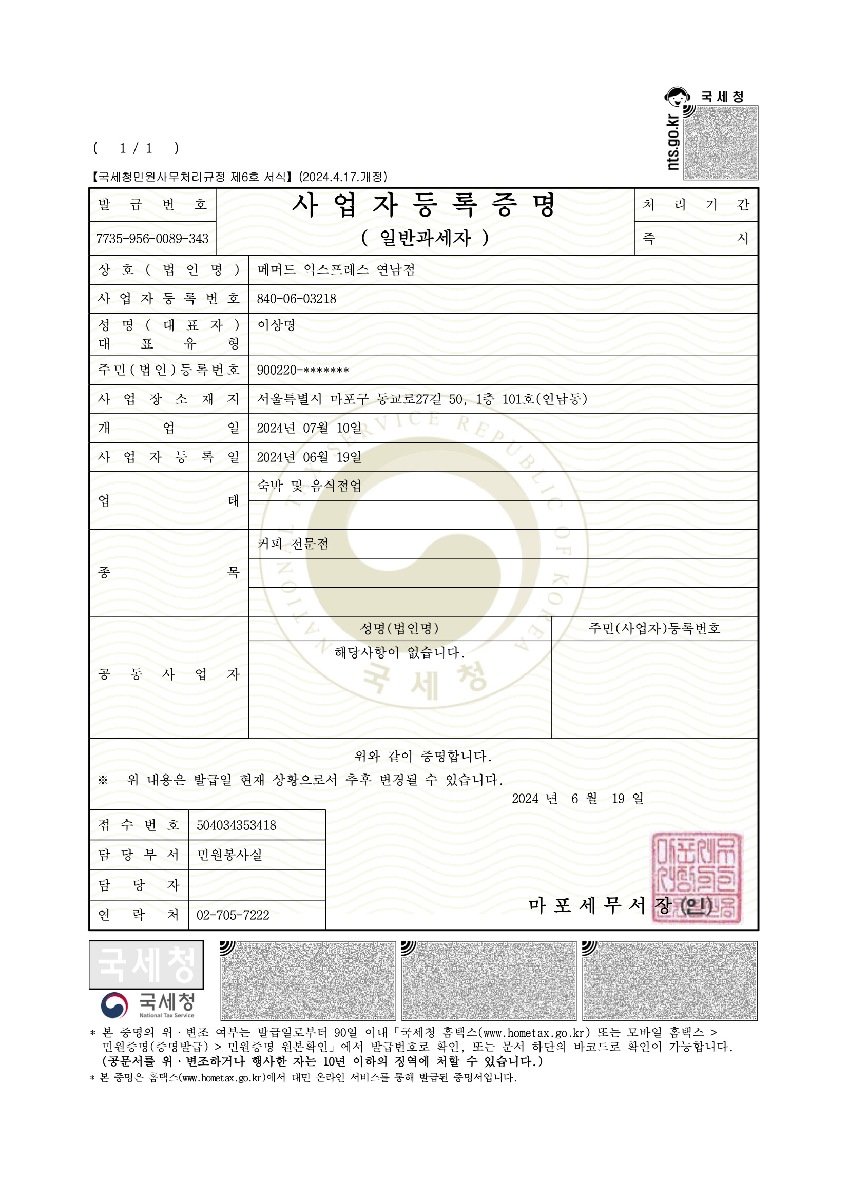 국세청
nts.go.kr
( 1 / 1 )
【국세청민원사무처리규정 제6호 서식】 (2024.4.17.개정)
발 급 번 호
사 업 자 등 록 증 명
처 리 기 간
7735-956-0089-343
( 일반과세자 )
즉 시
상 호 ( 법 인 명 ) 메머드 익스프레스 연남점
사 업 자 등 록 번 호 840-06-03218
성 명 ( 대 표 자 ) 이상명
대 표 유 형
주민(법인)등록번호 900220-*******
사 업 장 소 재 지 서울특별시 마포구 동교로27길 50, 1층 101호(연남동)
개 업 일 2024년 07월 10일
사 업 자 등 록 일 2024년 06월 19일
업 태 숙박 및 음식점업
종 목 커피 전문점
NATIONAL TAX SERVICE REPUBLIC OF KOREA
국세청
공 동 사 업 자
성명(법인명) 주민(사업자)등록번호
해당사항이 없습니다.
위와 같이 증명합니다.
※ 위 내용은 발급일 현재 상황으로서 추후 변경될 수 있습니다.
2024 년 6 월 19 일
접 수 번 호 504034353418
담 당 부 서 민원봉사실
담 당 자
연 락 처 02-705-7222
마 포 세 무 서 장 (인)
국세청
국세청
National Tax Service
* 본 증명의 위·변조 여부는 발급일로부터 90일 이내「국세청 홈택스(www.hometax.go.kr) 또는 모바일 홈택스 >
민원증명(증명발급) > 민원증명 원본확인」에서 발급번호로 확인, 또는 문서 하단의 바코드로 확인이 가능합니다.
(공문서를 위·변조하거나 행사한 자는 10년 이하의 징역에 처할 수 있습니다.)
* 본 증명은 홈택스(www.hometax.go.kr)에서 대민 온라인 서비스를 통해 발급된 증명서입니다.